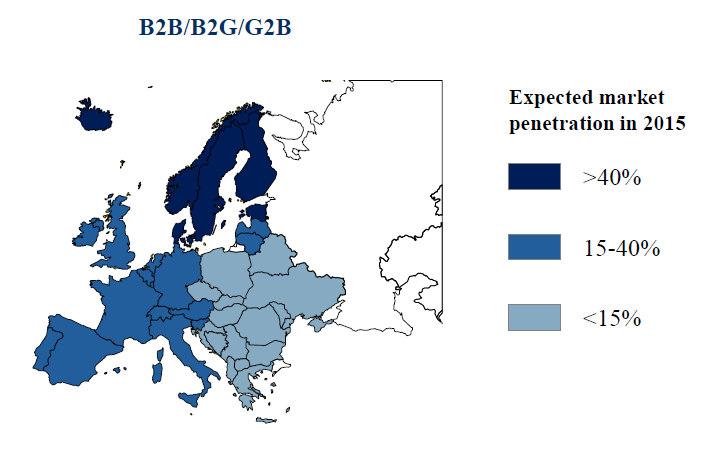 B2B/B2G/G2B
Expected market
penetration in 2015
>40%
15-40%
<15%